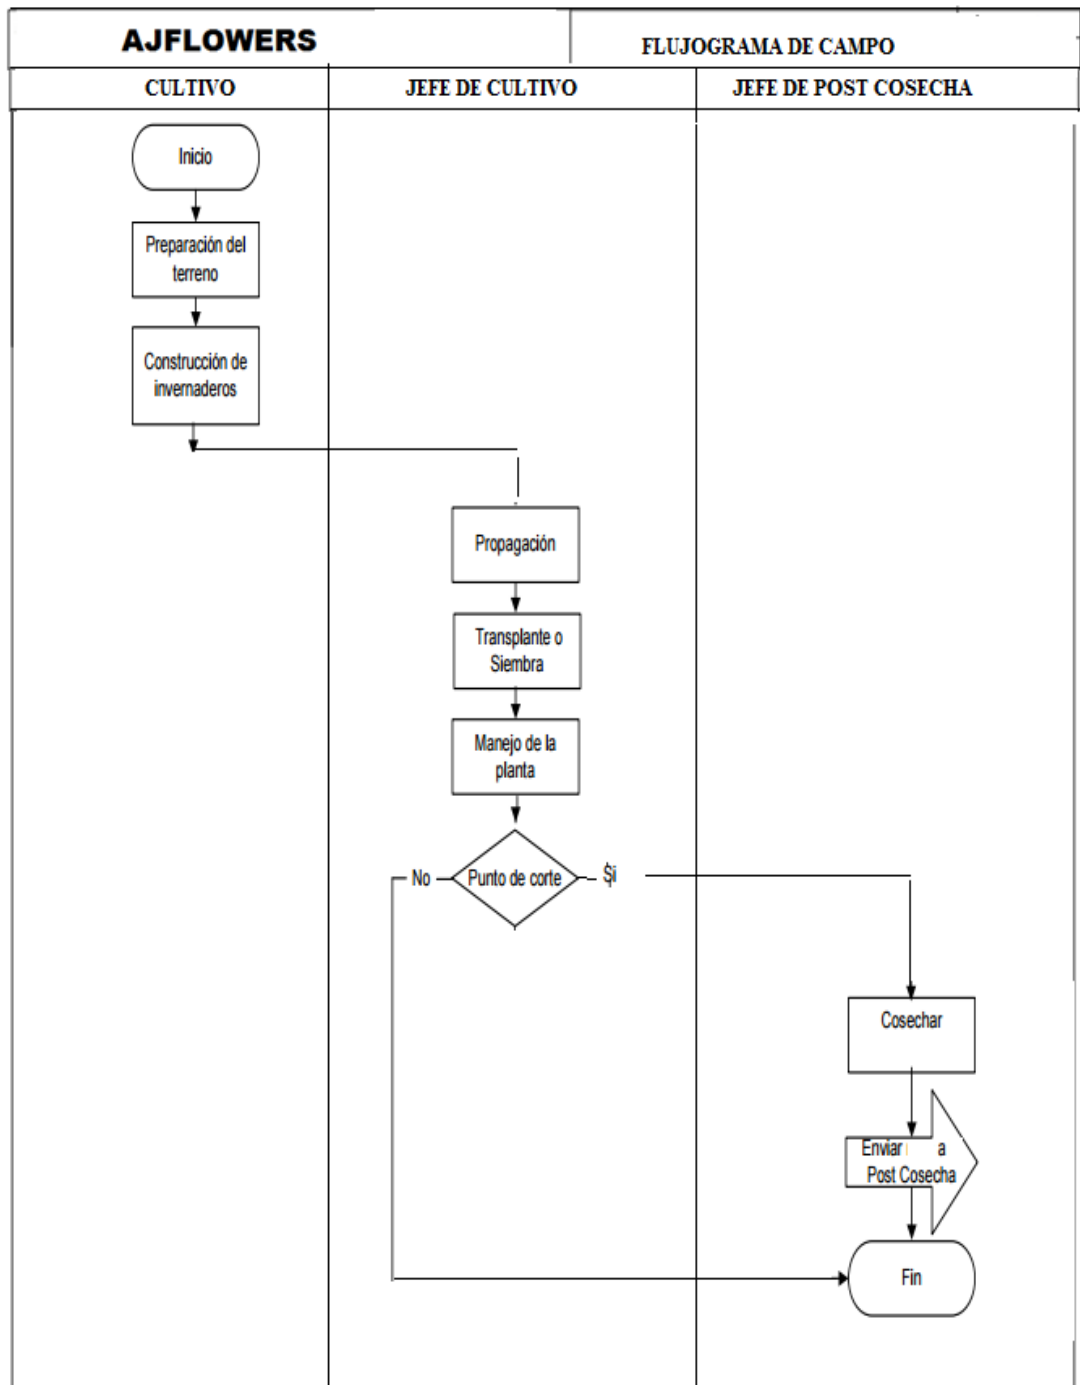 AJFLOWERS
FLUJOGRAMA DE CAMPO
CULTIVO
JEFE DE CULTIVO
JEFE DE POST COSECHA
Inicio
Preparación del
terreno
Construcción de
invernaderos
Propagación
Transplante o
Siembra
Manejo de la
planta
No
Punto de corte
Si
Cosechar
Enviar a
Post Cosecha
Fin